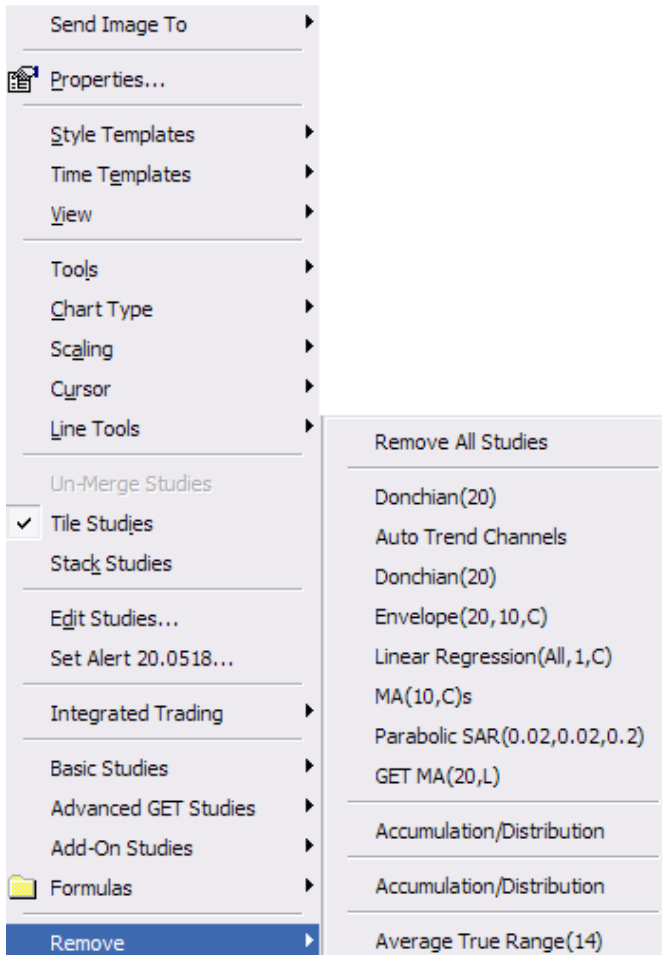 Send Image To
Properties...
Style Templates
Time Templates
View
Tools
Chart Type
Scaling
Cursor
Line Tools
Un-Merge Studies
Tile Studies
Stack Studies
Edit Studies...
Set Alert 20.0518...
Integrated Trading
Basic Studies
Advanced GET Studies
Add-On Studies
Formulas
Remove
Remove All Studies
Donchian(20)
Auto Trend Channels
Donchian(20)
Envelope(20,10,C)
Linear Regression(All,1,C)
MA(10,C)s
Parabolic SAR(0.02,0.02,0.2)
GET MA(20,L)
Accumulation/Distribution
Accumulation/Distribution
Average True Range(14)